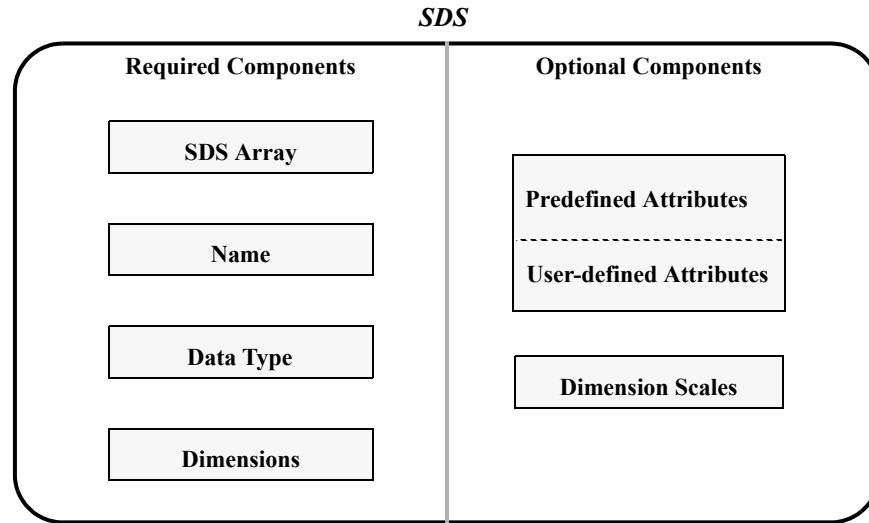 SDS
Required Components
SDS Array
Name
Data Type
Dimensions
Optional Components
Predefined Attributes
User-defined Attributes
Dimension Scales